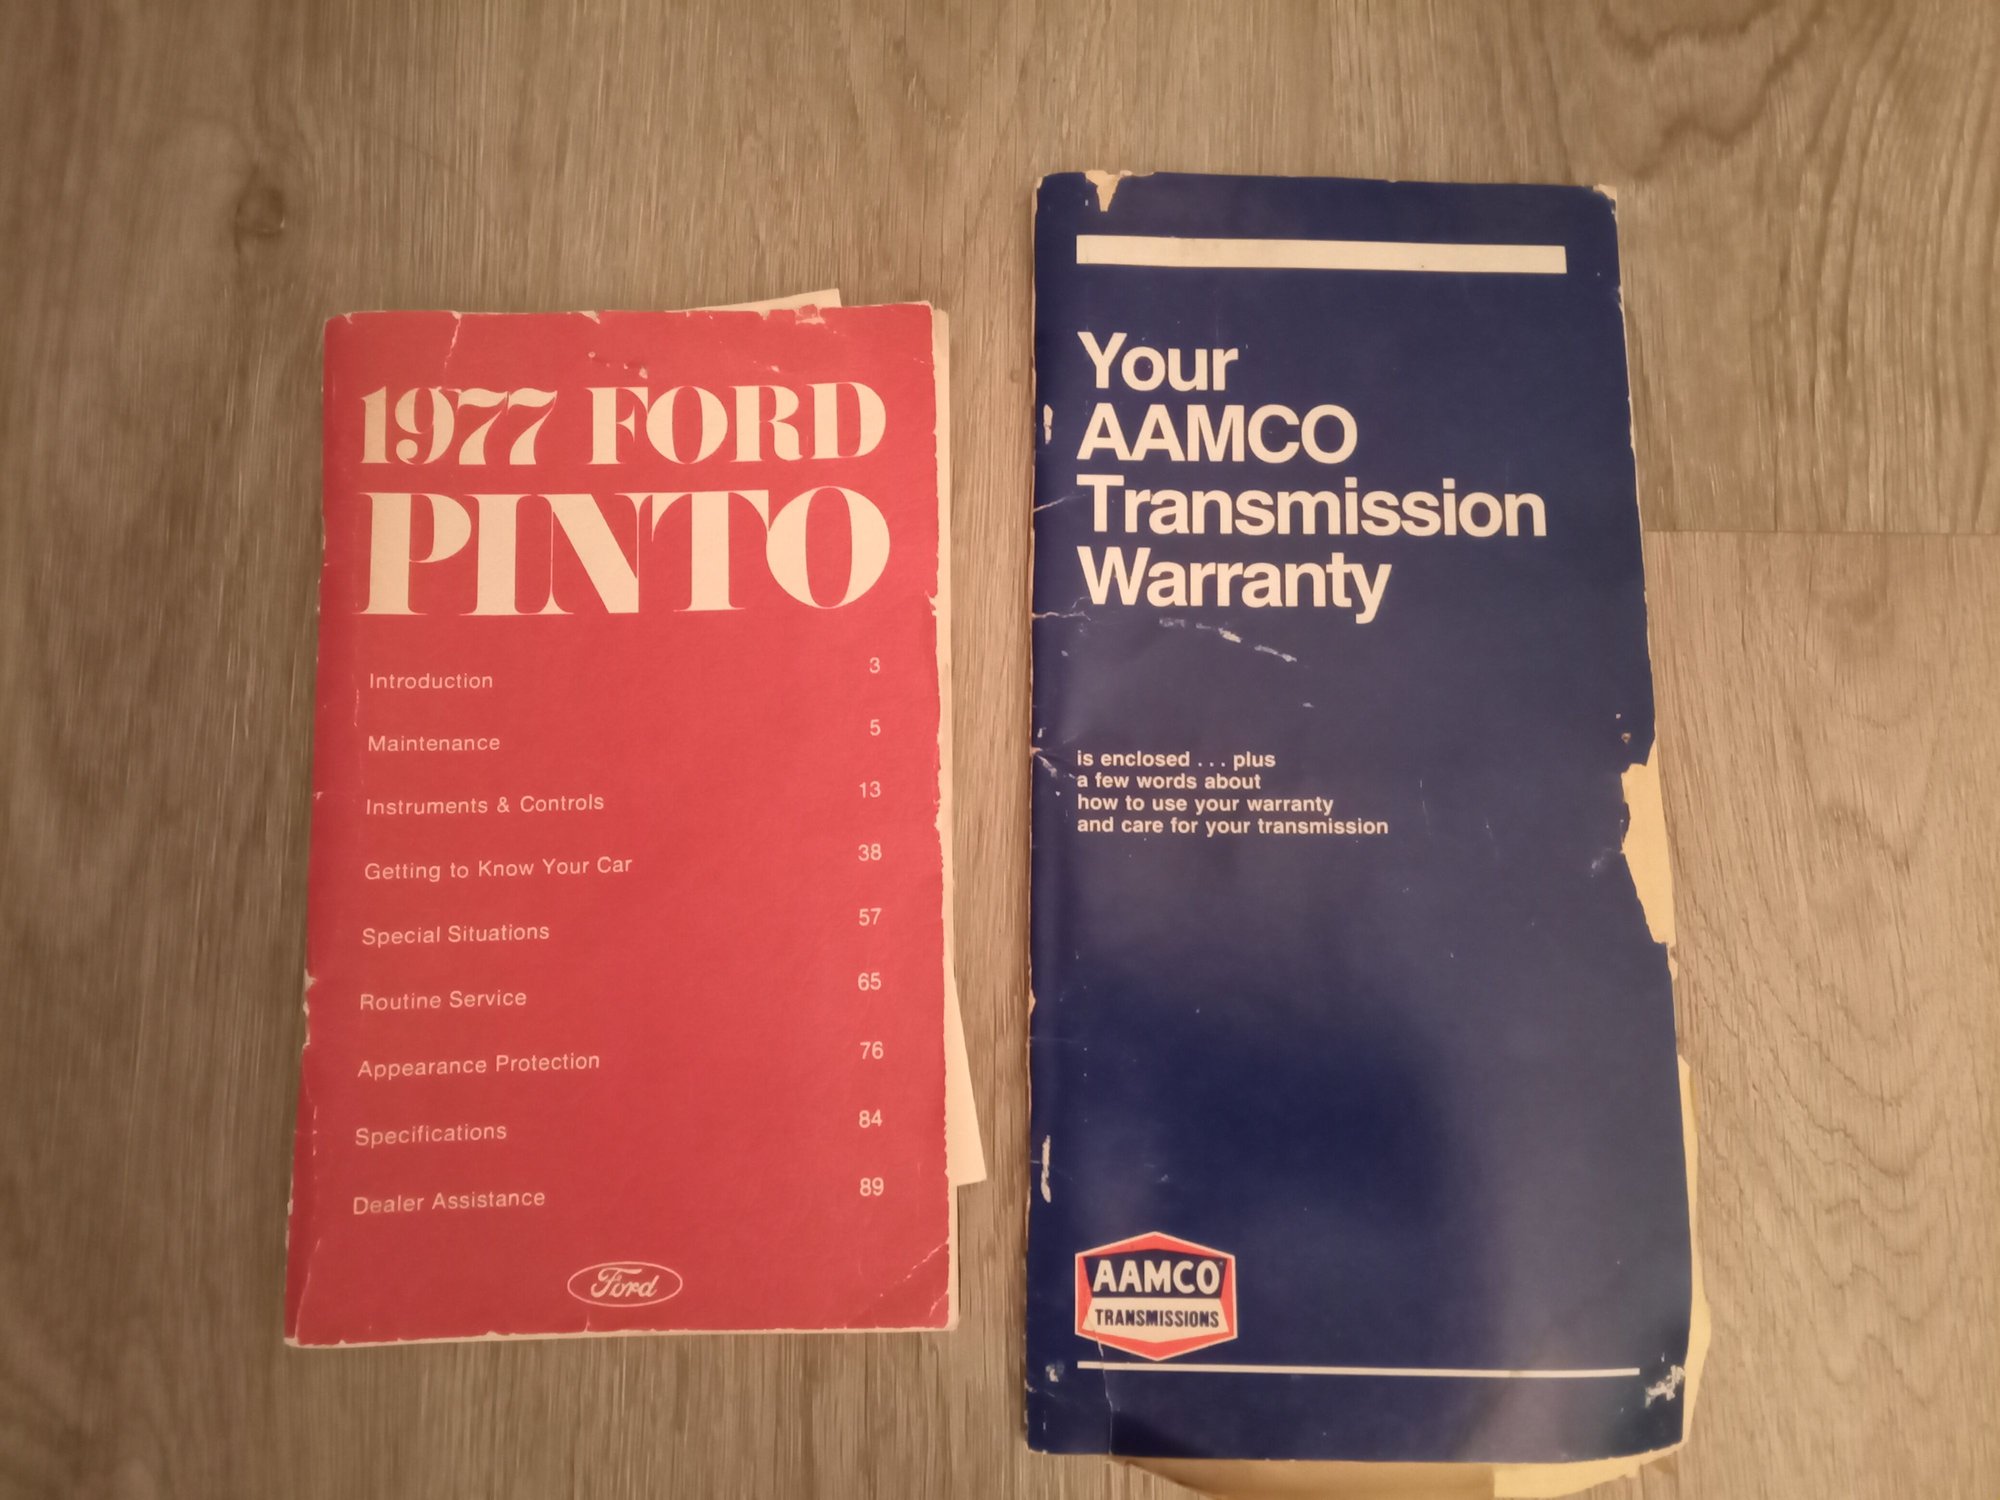 1977 FORD
PINTO
Introduction 3
Maintenance 5
Instruments & Controls 13
Getting to Know Your Car 38
Special Situations 57
Routine Service 65
Appearance Protection 76
Specifications 84
Dealer Assistance 89
Ford
Your
AAMCO
Transmission
Warranty
is enclosed . . . plus
a few words about
how to use your warranty
and care for your transmission
AAMCO
TRANSMISSIONS